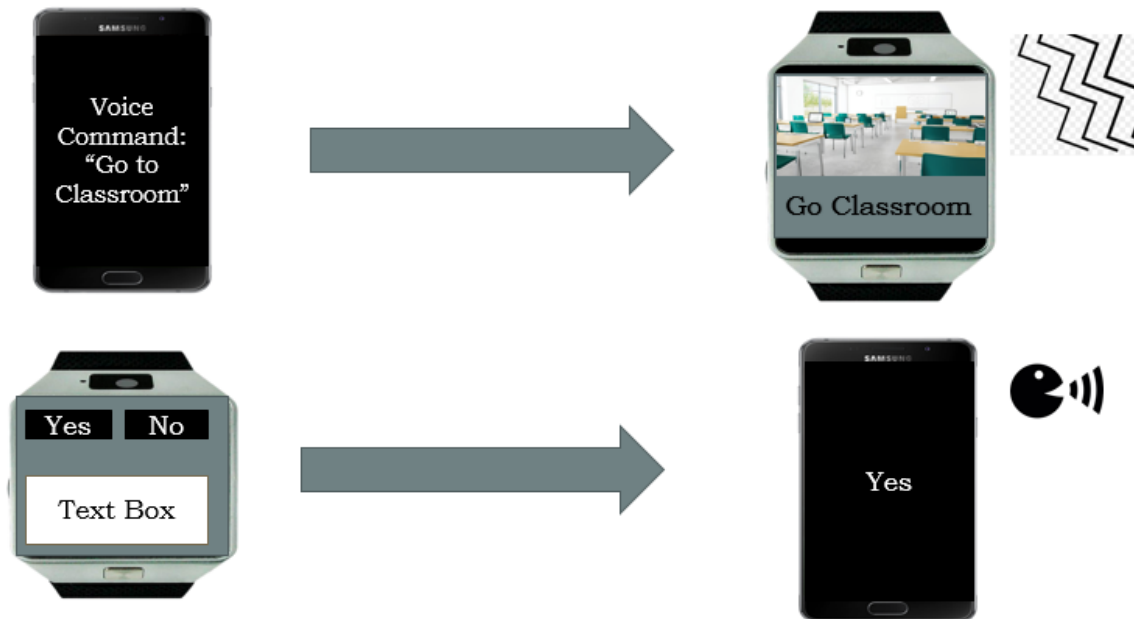 SAMSUNG
Voice
Command:
“Go to
Classroom”
Go Classroom
Yes No
Text Box
SAMSUNG
Yes